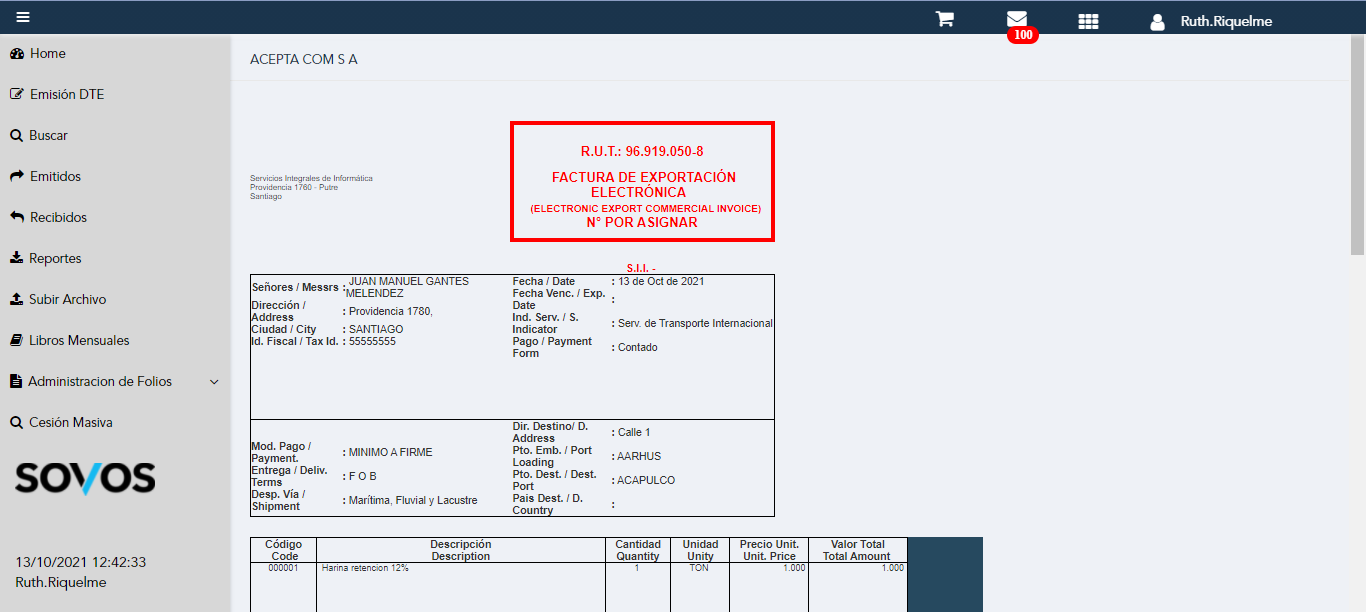 Ruth.Riquelme
100
Home
Emisión DTE
Buscar
Emitidos
Recibidos
Reportes
Subir Archivo
Libros Mensuales
Administracion de Folios
Cesión Masiva
sovos
13/10/2021 12:42:33
Ruth.Riquelme
ACEPTA COM S A
Servicios Integrales de Informática
Providencia 1760 - Putre
Santiago
R.U.T.: 96.919.050-8
FACTURA DE EXPORTACIÓN
ELECTRÓNICA
(ELECTRONIC EXPORT COMMERCIAL INVOICE)
N° POR ASIGNAR
S.I.I. -
Señores / Messrs : JUAN MANUEL GANTES
MELENDEZ
Dirección /
Address : Providencia 1780,
Ciudad / City : SANTIAGO
Id. Fiscal / Tax Id. : 55555555
Fecha / Date : 13 de Oct de 2021
Fecha Venc. / Exp.
Date :
Ind. Serv. / S.
Indicator : Serv. de Transporte Internacional
Pago / Payment
Form : Contado
Mod. Pago /
Payment. : MINIMO A FIRME
Entrega / Deliv.
Terms : F O B
Desp. Vía /
Shipment : Marítima, Fluvial y Lacustre
Dir. Destino/ D.
Address : Calle 1
Pto. Emb. / Port
Loading : AARHUS
Pto. Dest. / Dest.
Port : ACAPULCO
Pais Dest. / D.
Country :
Código Descripción Cantidad Unidad Precio Unit. Valor Total
Code Description Quantity Unity Unit. Price Total Amount
000001 Harina retencion 12% 1 TON 1.000 1.000